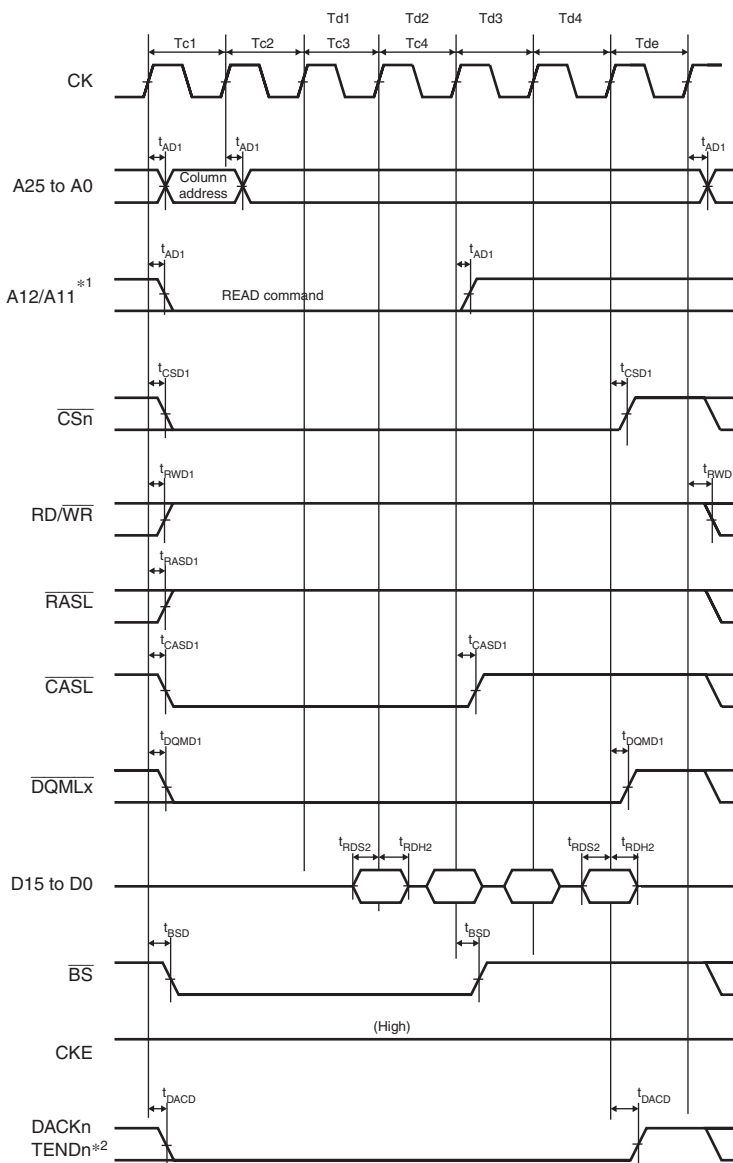 Td1 Td2 Td3 Td4
Tc1 Tc2 Tc3 Tc4 Tde
CK
tAD1 tAD1 tAD1
A25 to A0
Column
address
tAD1 tAD1
A12/A11*1
READ command
tCSD1 tCSD1
CSn
tRWD1 tRWD
RD/WR
tRASD1
RASL
tCASD1 tCASD1
CASL
tDQMD1 tDQMD1
DQMLx
tRDS2 tRDH2 tRDS2 tRDH2
D15 to D0
tBSD tBSD
BS
(High)
CKE
tDACD tDACD
DACKn
TENDn*2